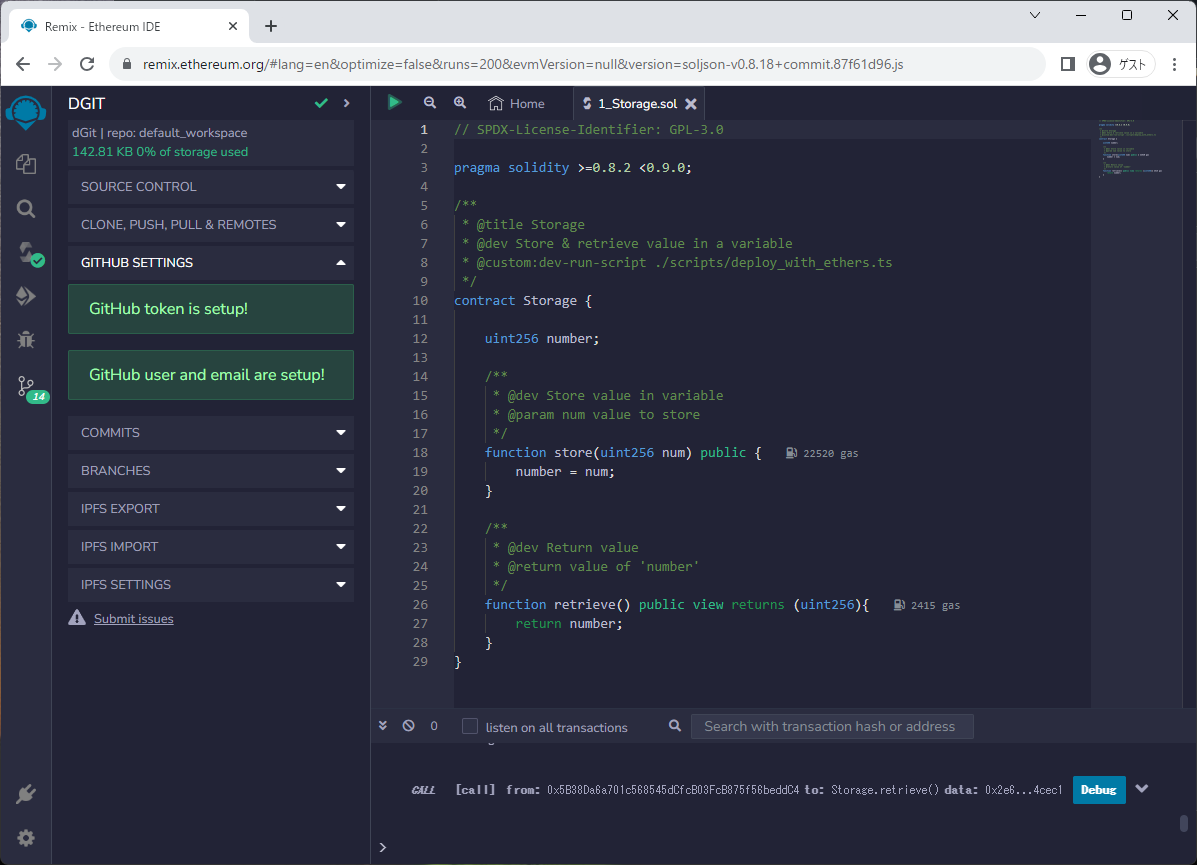 Remix - Ethereum IDE
remix.ethereum.org/#lang=en&optimize=false&runs=200&evmVersion=null&version=soljson-v0.8.18+commit.87f61d96.js
ゲスト
DGIT
dGit | repo: default_workspace
142.81 KB 0% of storage used
SOURCE CONTROL
CLONE, PUSH, PULL & REMOTES
GITHUB SETTINGS
GitHub token is setup!
GitHub user and email are setup!
14
COMMITS
BRANCHES
IPFS EXPORT
IPFS IMPORT
IPFS SETTINGS
Submit issues
Home
1_Storage.sol
1 // SPDX-License-Identifier: GPL-3.0
2
3 pragma solidity >=0.8.2 <0.9.0;
4
5 /**
6 * @title Storage
7 * @dev Store & retrieve value in a variable
8 * @custom:dev-run-script ./scripts/deploy_with_ethers.ts
9 */
10 contract Storage {
11
12 uint256 number;
13
14 /**
15 * @dev Store value in variable
16 * @param num value to store
17 */
18 function store(uint256 num) public { 22520 gas
19 number = num;
20 }
21
22 /**
23 * @dev Return value
24 * @return value of 'number'
25 */
26 function retrieve() public view returns (uint256){ 2415 gas
27 return number;
28 }
29 }
0 listen on all transactions Search with transaction hash or address
CALL [call] from: 0x5B38Da6a701c568545dCfcB03FcB875f56beddC4 to: Storage.retrieve() data: 0x2e6...4cec1 Debug
>